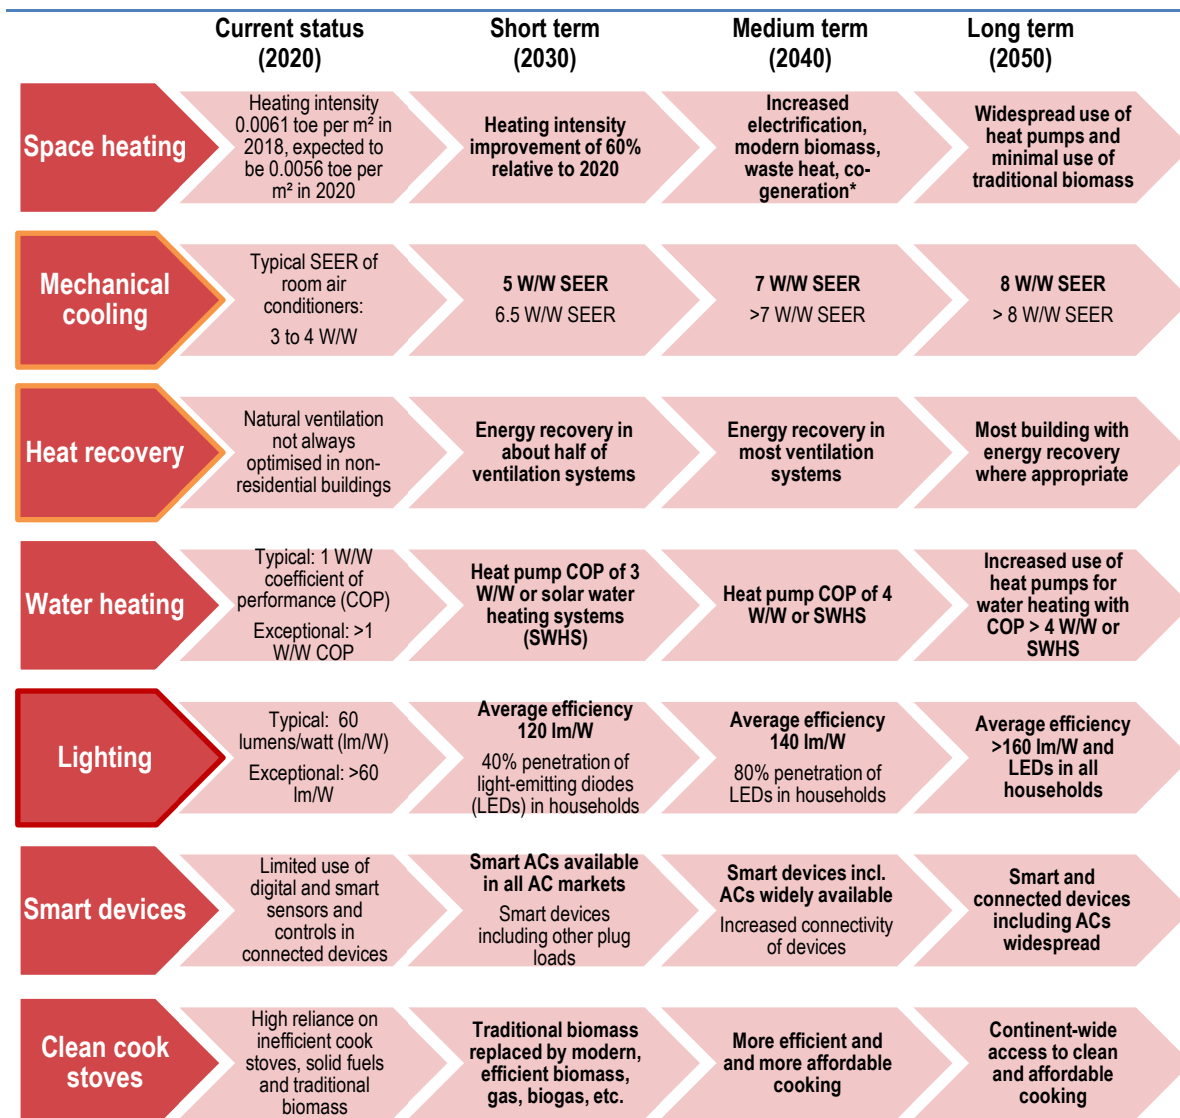 Current status
(2020)
Short term
(2030)
Medium term
(2040)
Long term
(2050)
Space heating
Heating intensity
0.0061 toe per m² in
2018, expected to
be 0.0056 toe per
m² in 2020
Heating intensity
improvement of 60%
relative to 2020
Increased
electrification,
modern biomass,
waste heat, co-
generation*
Widespread use of
heat pumps and
minimal use of
traditional biomass
Mechanical
cooling
Typical SEER of
room air
conditioners:
3 to 4 W/W
5 W/W SEER
6.5 W/W SEER
7 W/W SEER
>7 W/W SEER
8 W/W SEER
> 8 W/W SEER
Heat recovery
Natural ventilation
not always
optimised in non-
residential buildings
Energy recovery in
about half of
ventilation systems
Energy recovery in
most ventilation
systems
Most building with
energy recovery
where appropriate
Water heating
Typical: 1 W/W
coefficient of
performance (COP)
Exceptional: >1
W/W COP
Heat pump COP of 3
W/W or solar water
heating systems
(SWHS)
Heat pump COP of 4
W/W or SWHS
Increased use of
heat pumps for
water heating with
COP > 4 W/W or
SWHS
Lighting
Typical: 60
lumens/watt (lm/W)
Exceptional: >60
lm/W
Average efficiency
120 lm/W
40% penetration of
light-emitting diodes
(LEDs) in households
Average efficiency
140 lm/W
80% penetration of
LEDs in households
Average efficiency
>160 lm/W and
LEDs in all
households
Smart devices
Limited use of
digital and smart
sensors and
controls in
connected devices
Smart ACs available
in all AC markets
Smart devices
including other plug
loads
Smart devices incl.
ACs widely available
Increased connectivity
of devices
Smart and
connected devices
including ACs
widespread
Clean cook
stoves
High reliance on
inefficient cook
stoves, solid fuels
and traditional
biomass
Traditional biomass
replaced by modern,
efficient biomass,
gas, biogas, etc.
More efficient and
and more affordable
cooking
Continent-wide
access to clean
and affordable
cooking